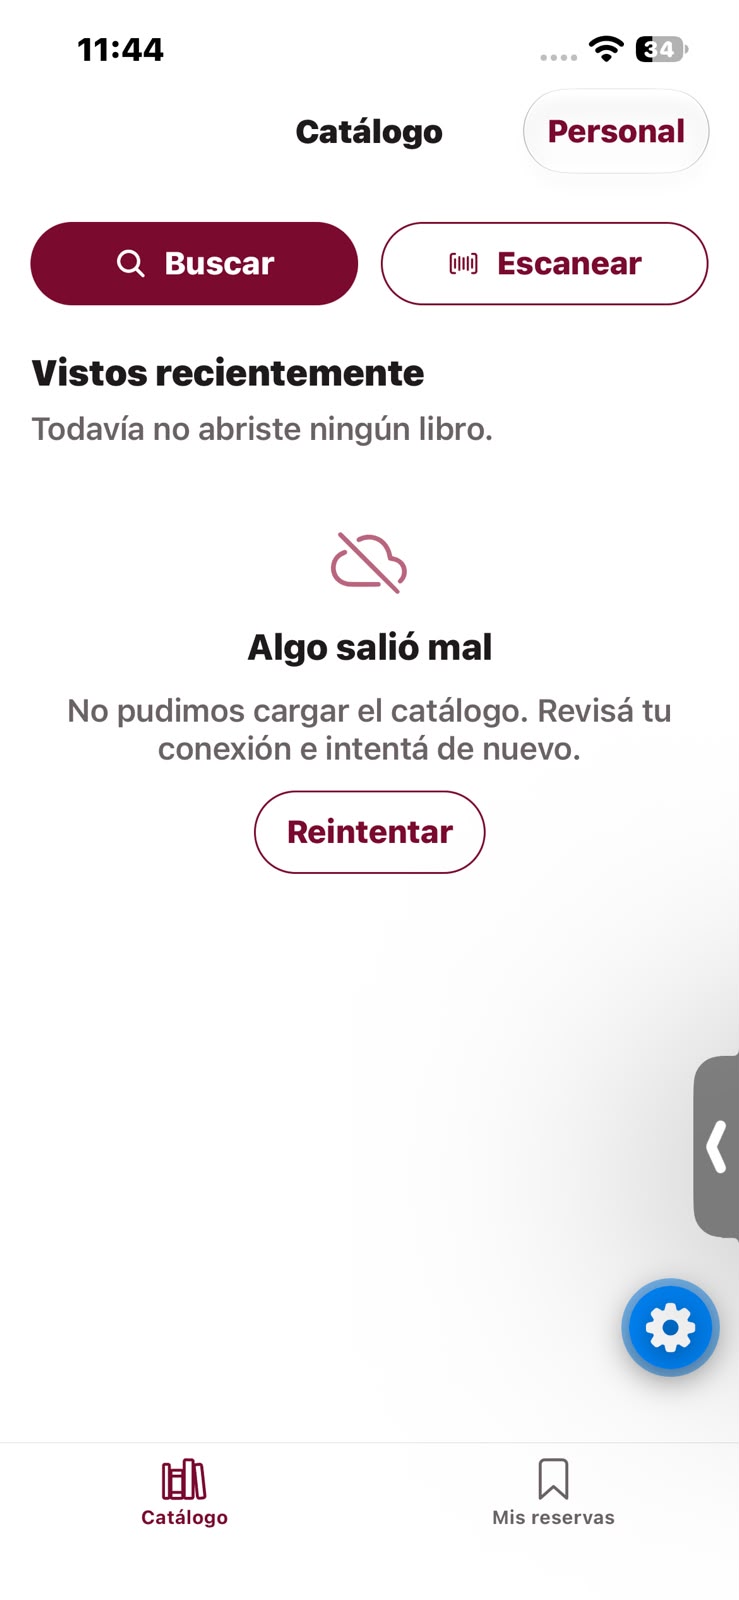 11:44
34
Catálogo
Personal
Buscar
Escanear
Vistos recientemente
Todavía no abriste ningún libro.
Algo salió mal
No pudimos cargar el catálogo. Revisá tu
conexión e intentá de nuevo.
Reintentar
Catálogo
Mis reservas